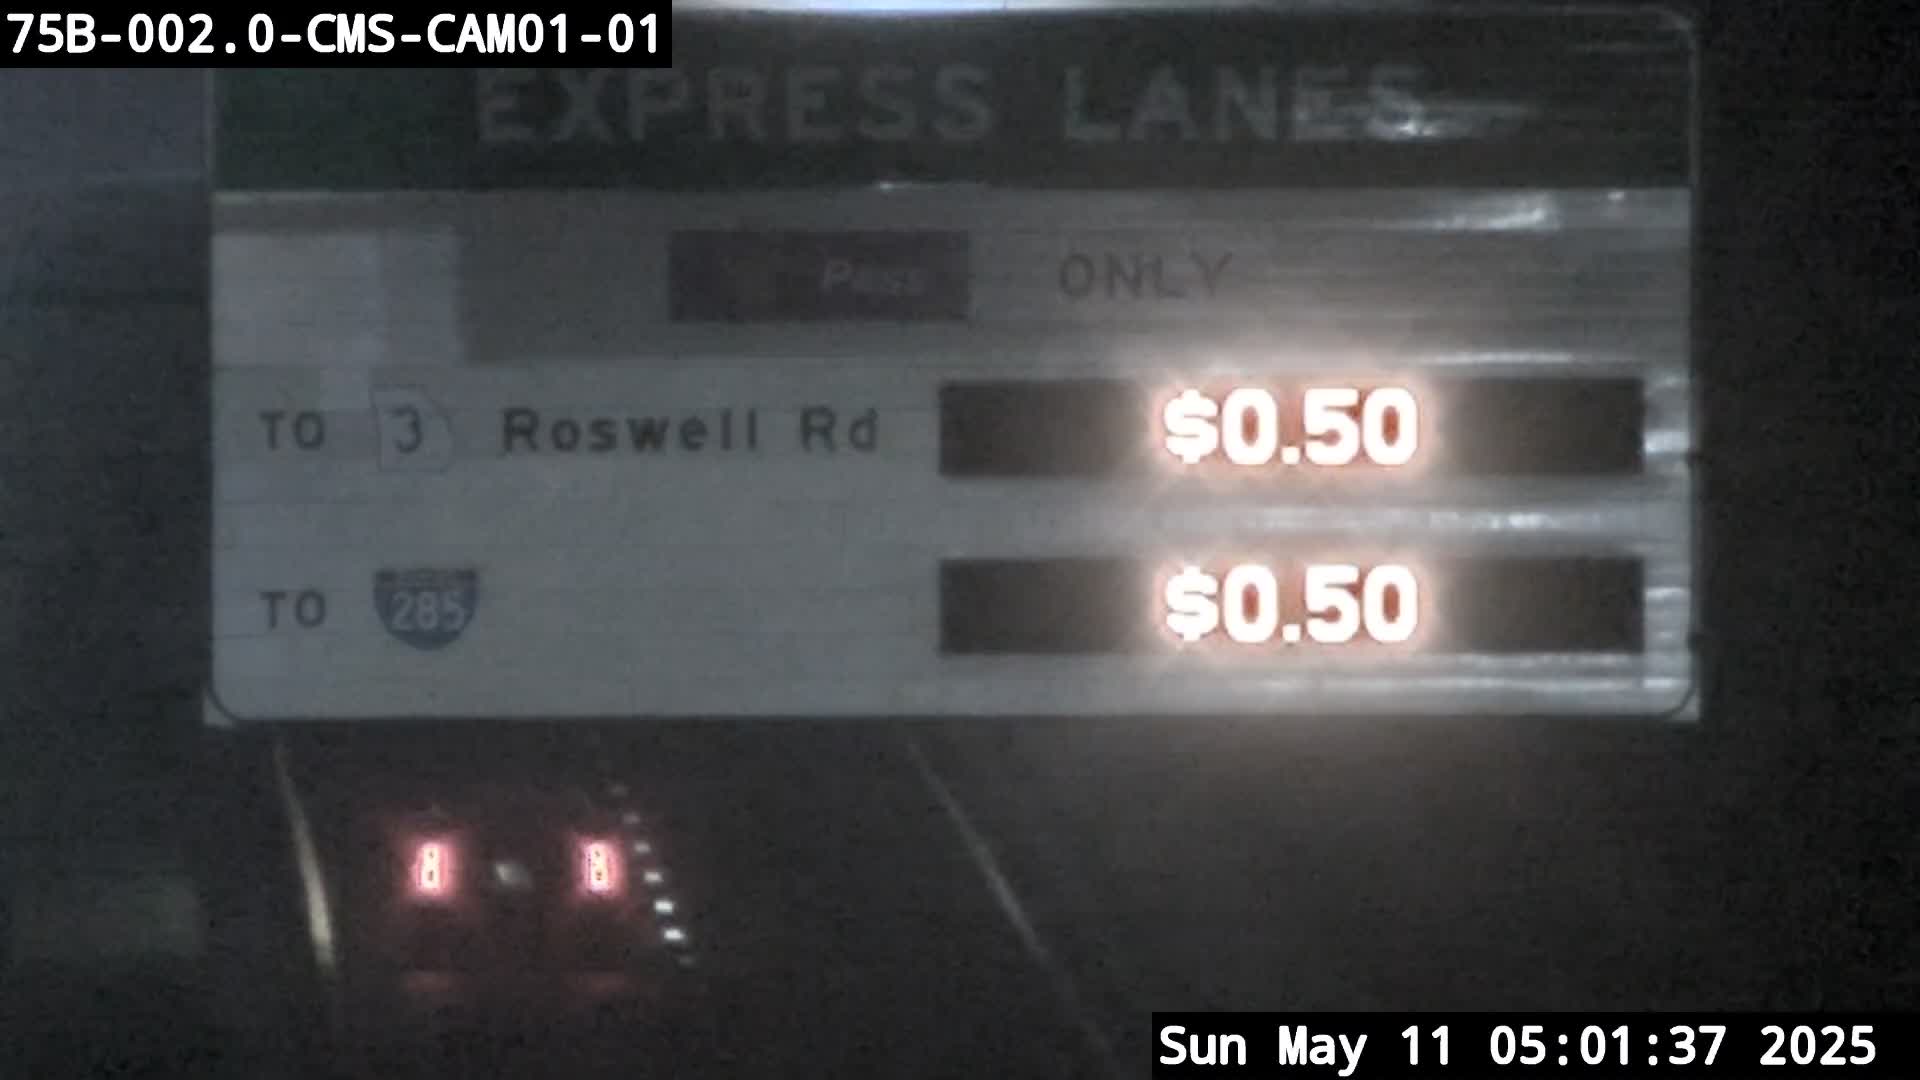 75B-002.0-CMS-CAM01-01
EXPRESS LANES
Pass ONLY
TO 3 Roswell Rd $0.50
TO 285 $0.50
Sun May 11 05:01:37 2025